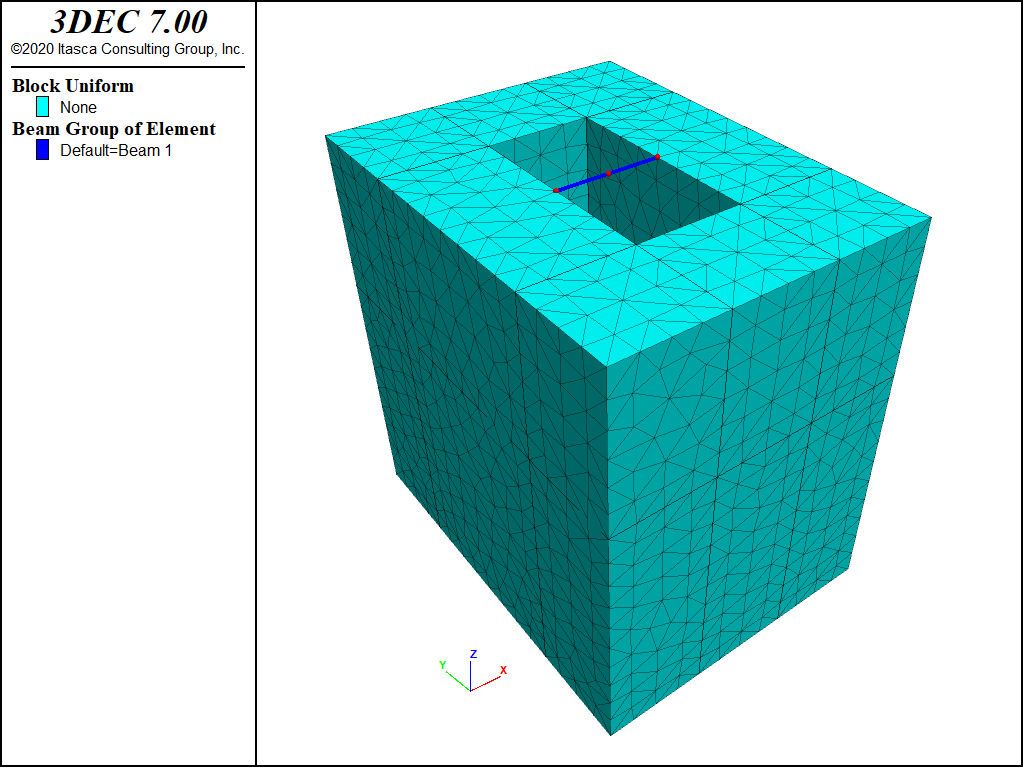 3DEC 7.00
©2020 Itasca Consulting Group, Inc.
Block Uniform
None
Beam Group of Element
Default=Beam 1
Z
Y
X